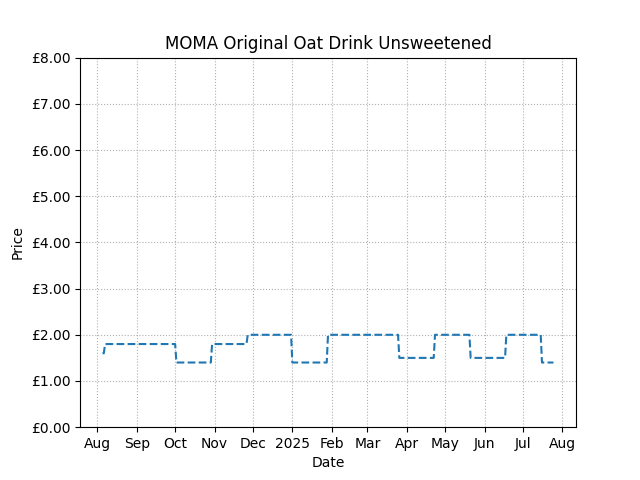 MOMA Original Oat Drink Unsweetened
£8.00
£7.00
£6.00
£5.00
£4.00
£3.00
£2.00
£1.00
£0.00
Price
Aug Sep Oct Nov Dec 2025 Feb Mar Apr May Jun Jul Aug
Date